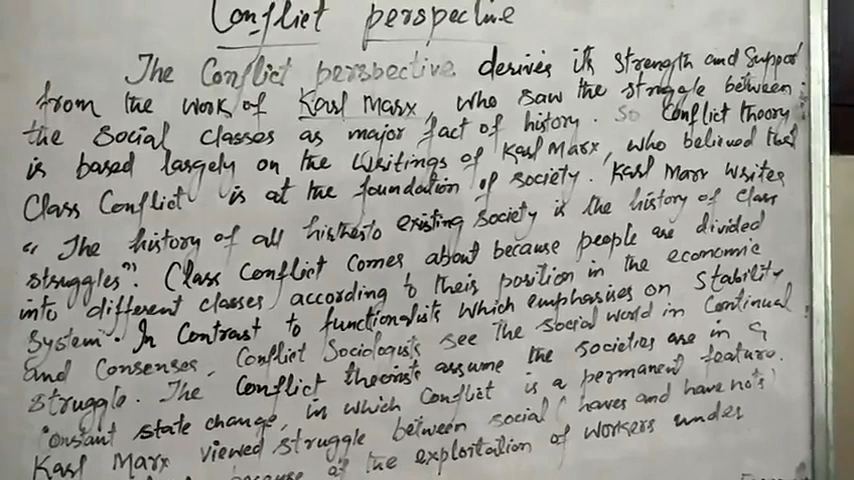 Conflict perspective
The Conflict perspective derives its strength and Support
from the work of Karl Marx, who saw the struggle between
the social classes as major fact of history. So Conflict theory
is based largely on the writings of Karl Marx, who believed that
Class Conflict is at the foundation of society. Karl Marx writes
"The history of all hitherto existing society is the history of class
struggles". Class Conflict comes about because people are divided
into different classes according to their position in the economic
System. In Contrast to functionalists which emphasises on Stability
and Consenses, Conflict Sociologists see the social world in Continual
struggle. The Conflict theorists assume the societies are in a
Constant state change, in which Conflict is a permanent feature.
Karl Marx viewed struggle between social (haves and have nots)
because of the exploitation of workers under